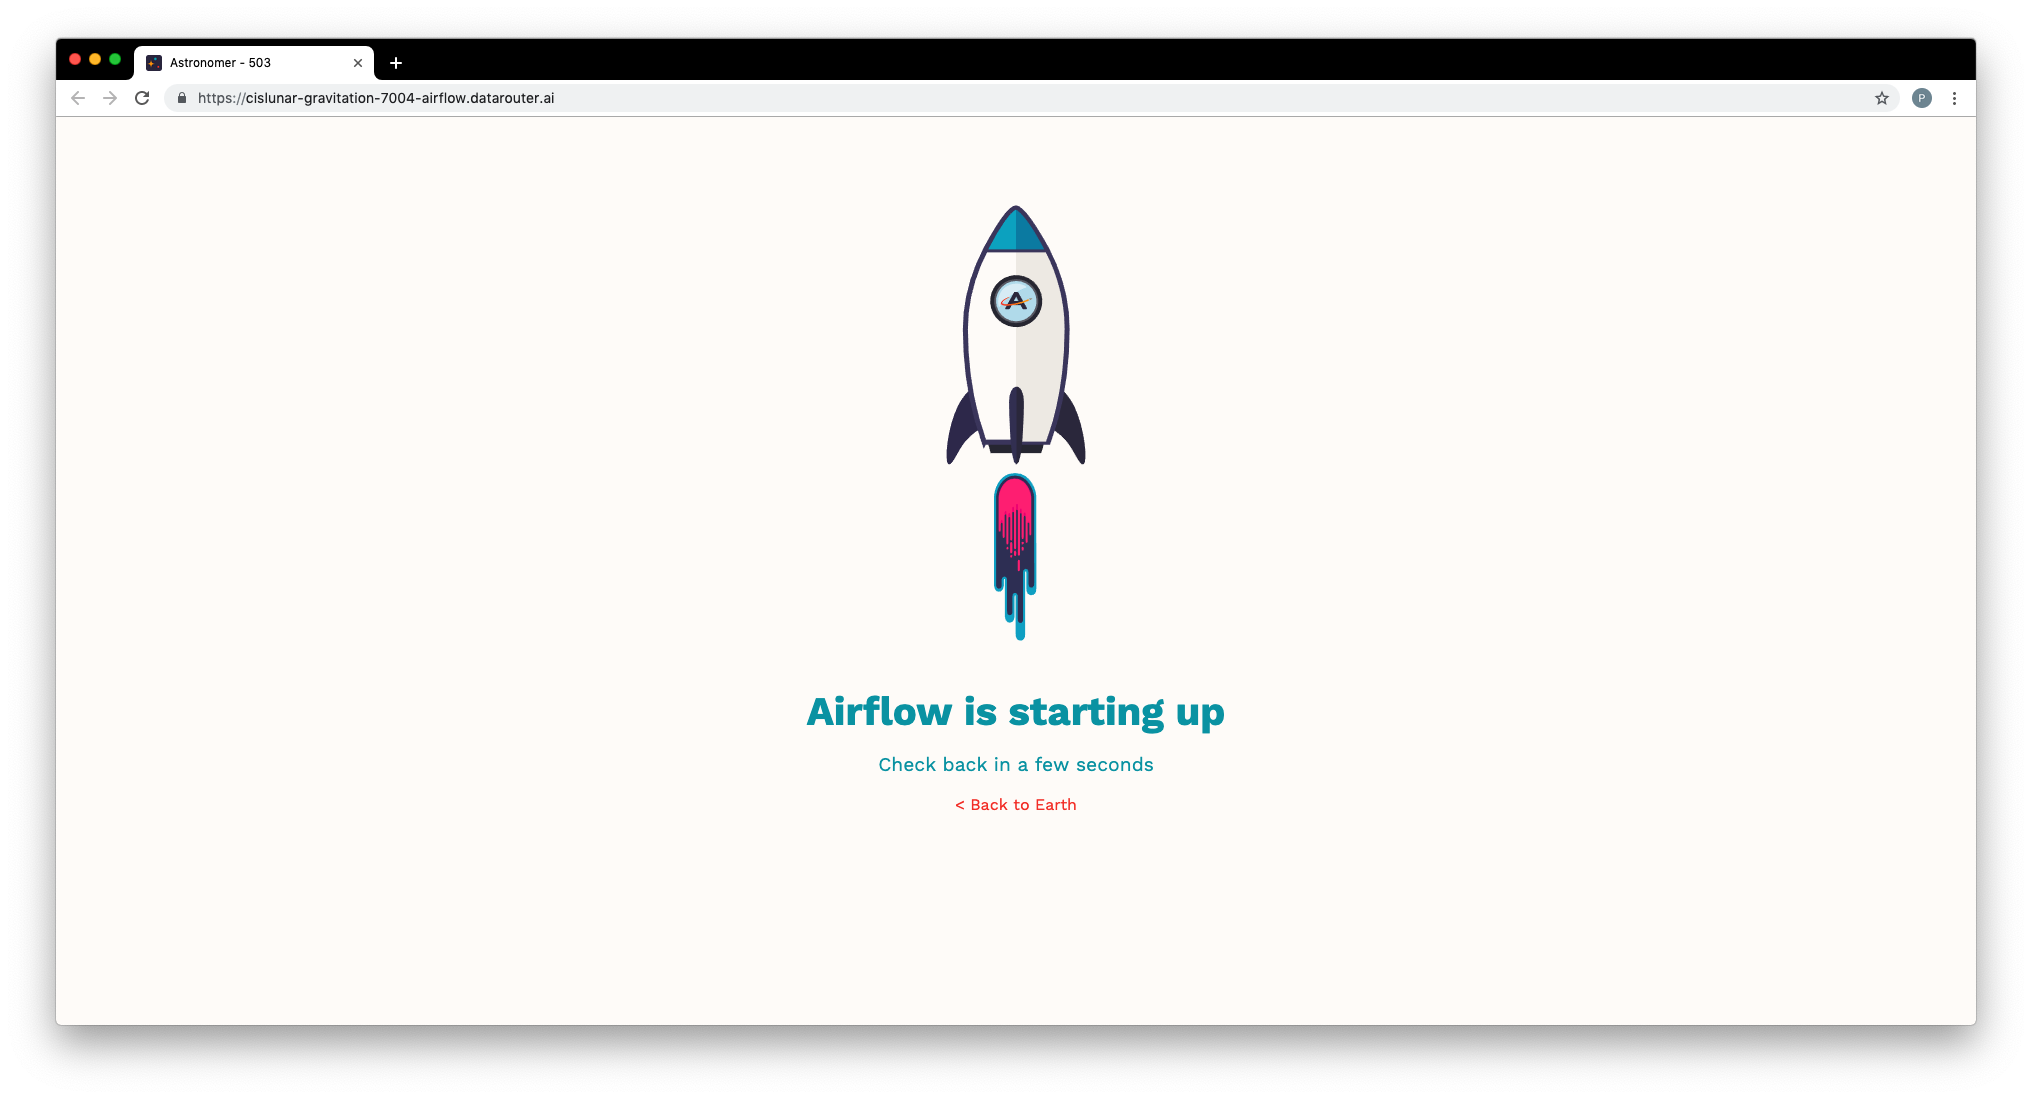 Astronomer - 503
https://cislunar-gravitation-7004-airflow.datarouter.ai
P
A
Airflow is starting up
Check back in a few seconds
< Back to Earth